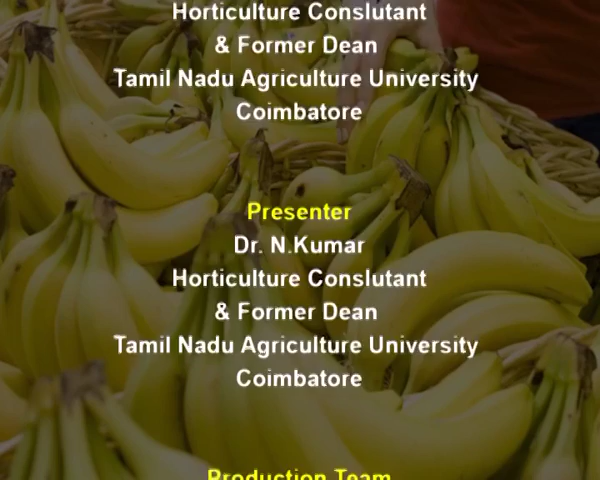 Horticulture Conslutant
& Former Dean
Tamil Nadu Agriculture University
Coimbatore
Presenter
Dr. N.Kumar
Horticulture Conslutant
& Former Dean
Tamil Nadu Agriculture University
Coimbatore
Production Team